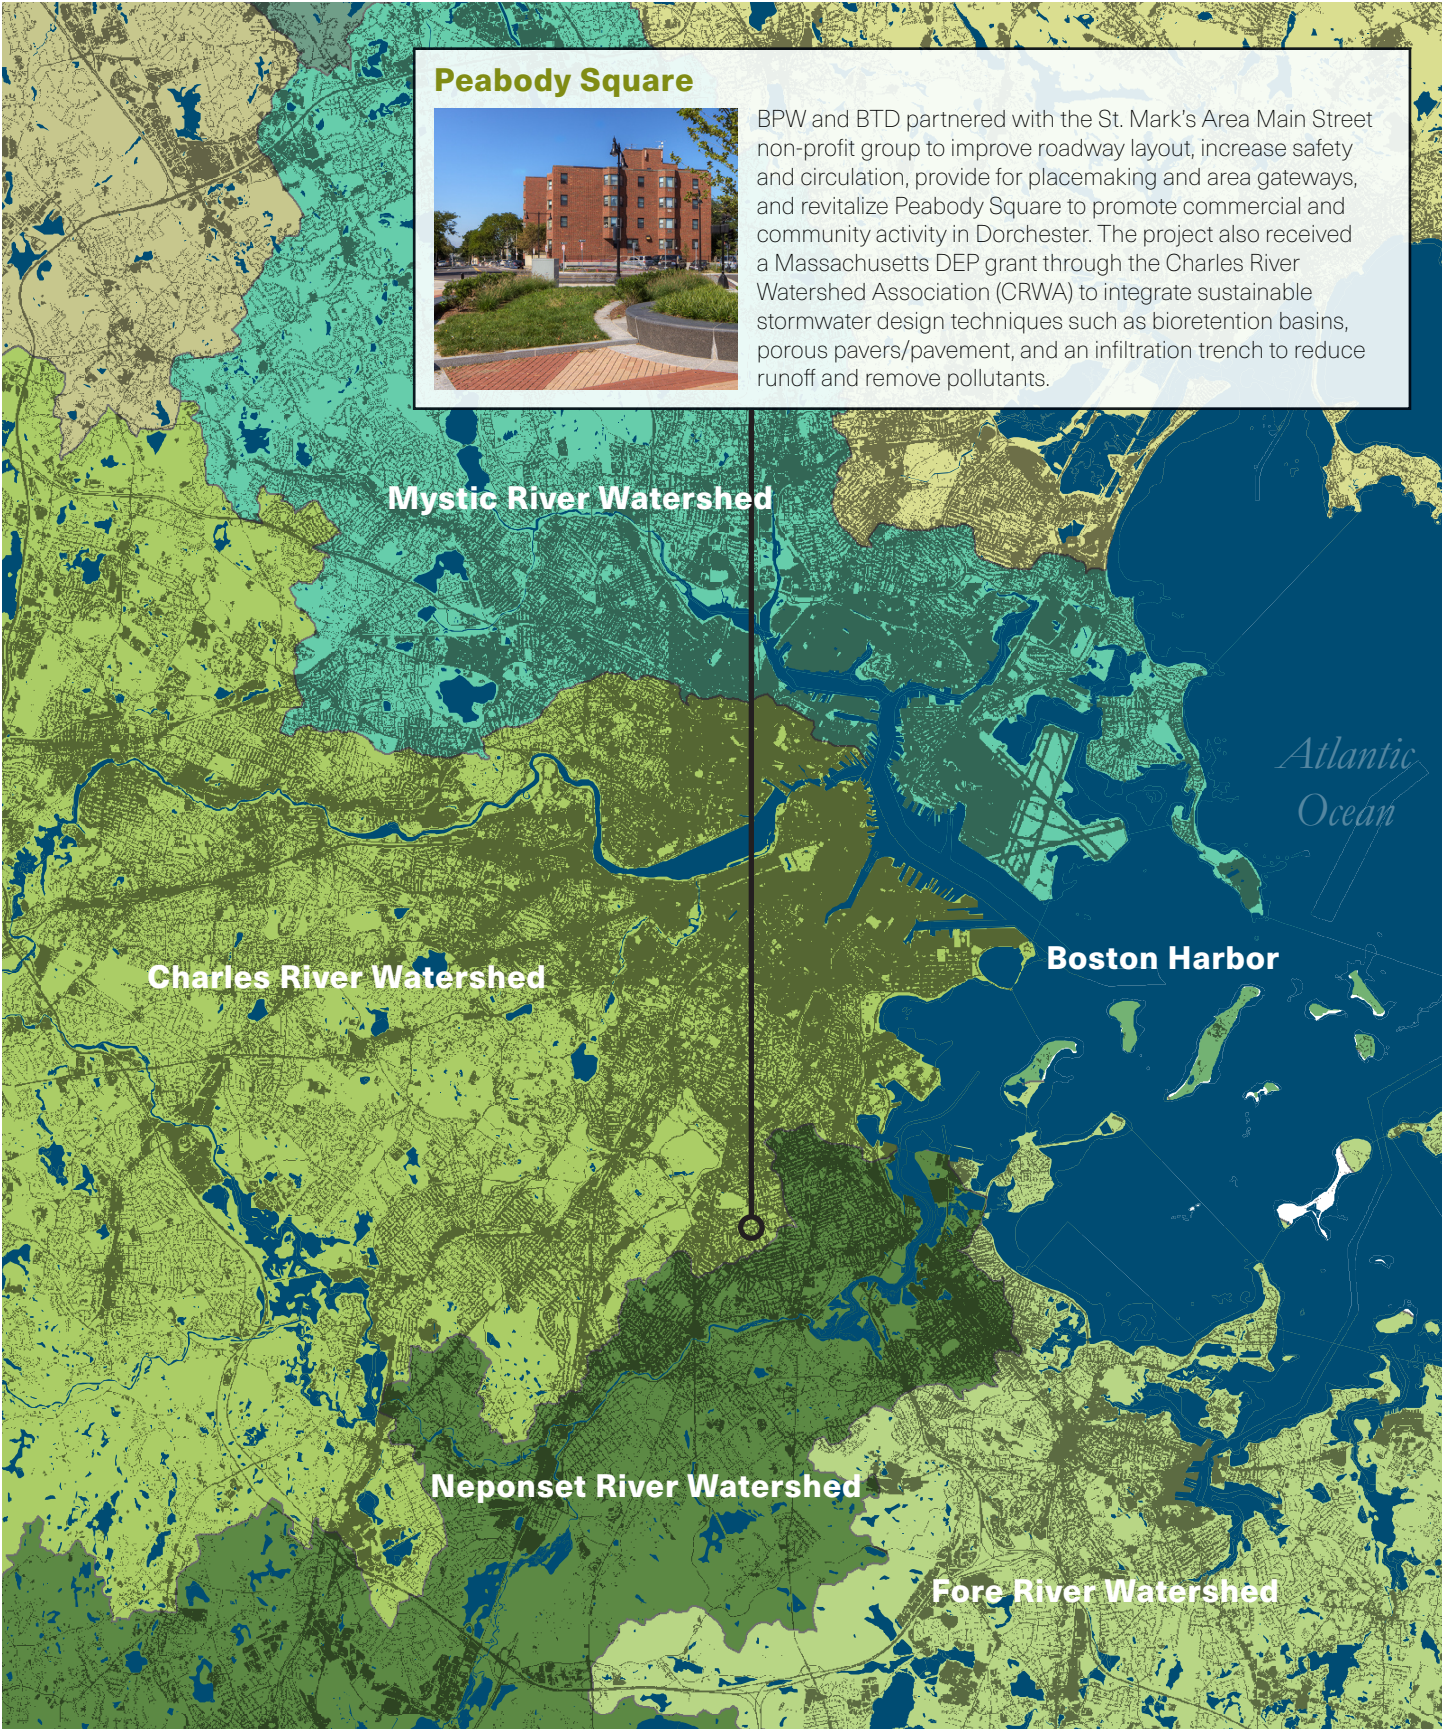 Peabody Square
BPW and BTD partnered with the St. Mark's Area Main Street
non-profit group to improve roadway layout, increase safety
and circulation, provide for placemaking and area gateways,
and revitalize Peabody Square to promote commercial and
community activity in Dorchester. The project also received
a Massachusetts DEP grant through the Charles River
Watershed Association (CRWA) to integrate sustainable
stormwater design techniques such as bioretention basins,
porous pavers/pavement, and an infiltration trench to reduce
runoff and remove pollutants.
Mystic River Watershed
Atlantic
Ocean
Boston Harbor
Charles River Watershed
Neponset River Watershed
Fore River Watershed